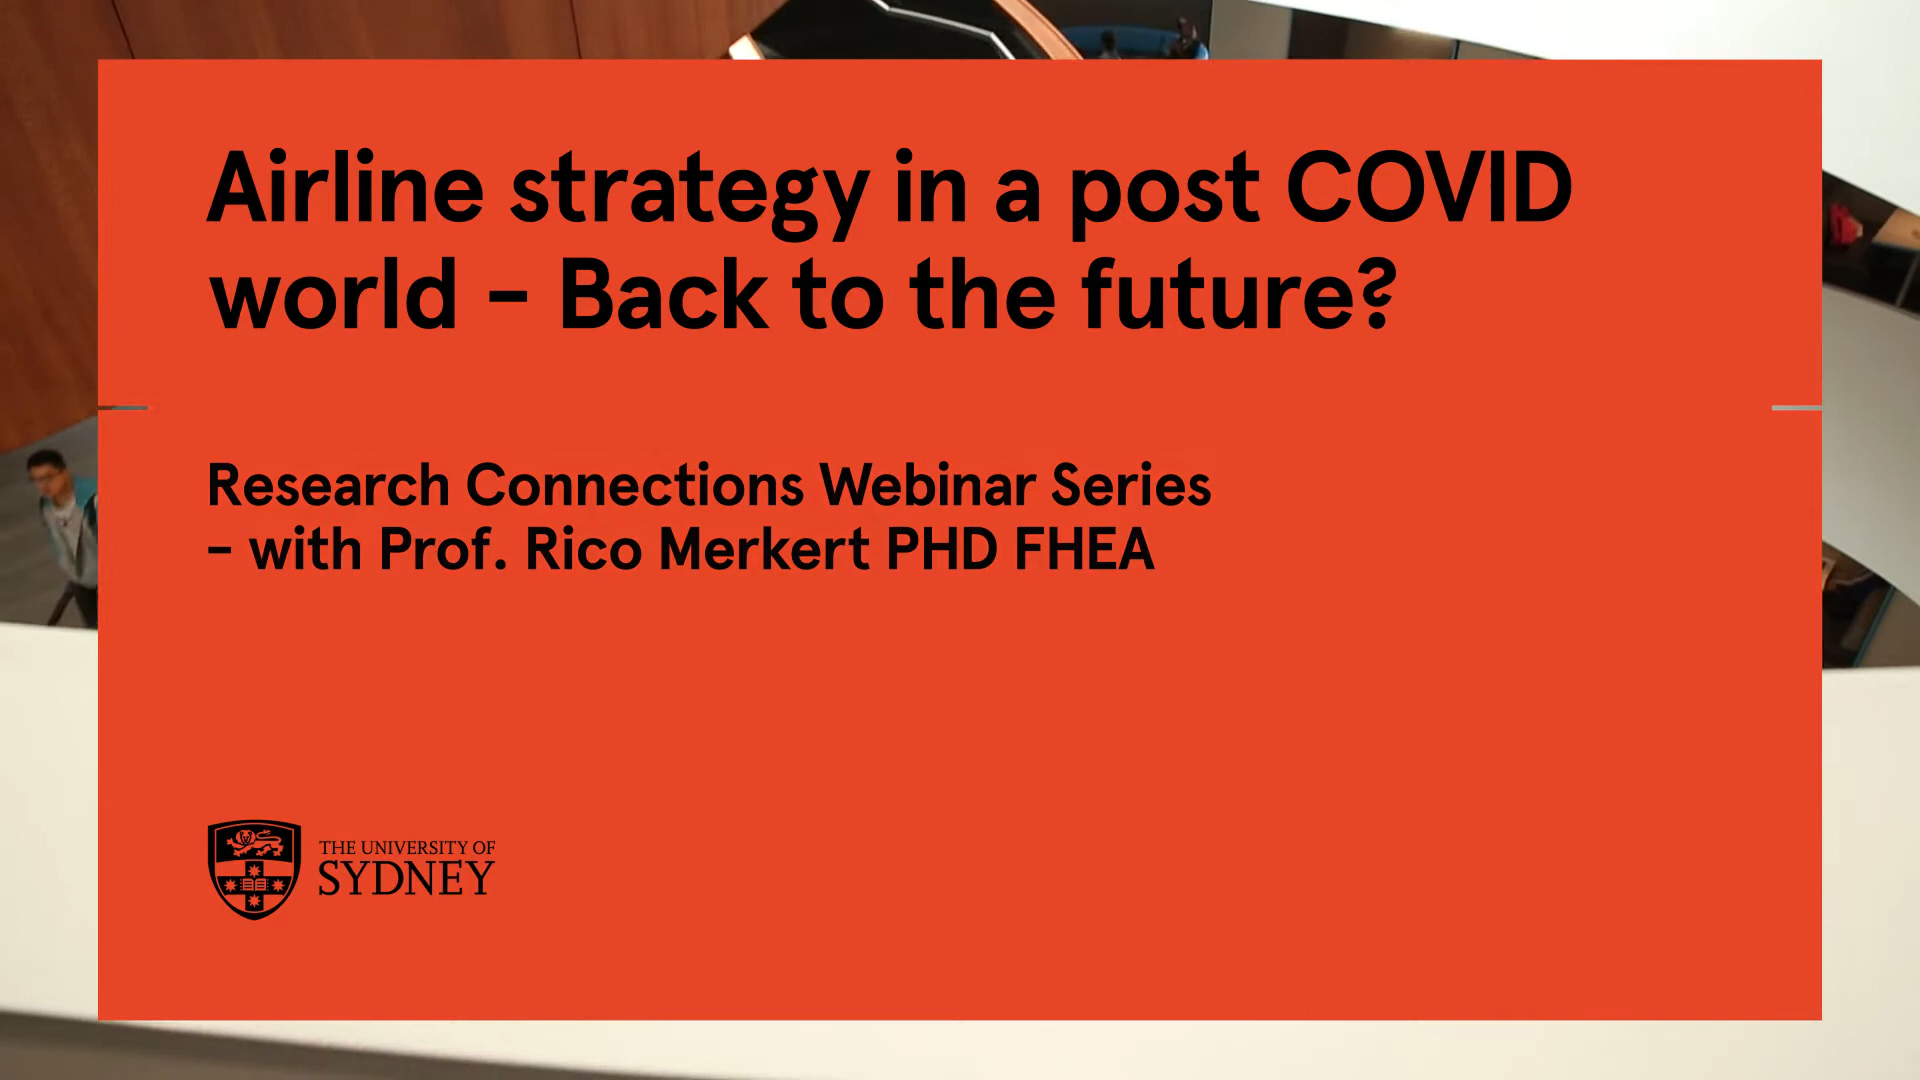 Airline strategy in a post COVID
world – Back to the future?
Research Connections Webinar Series
– with Prof. Rico Merkert PHD FHEA
THE UNIVERSITY OF
SYDNEY